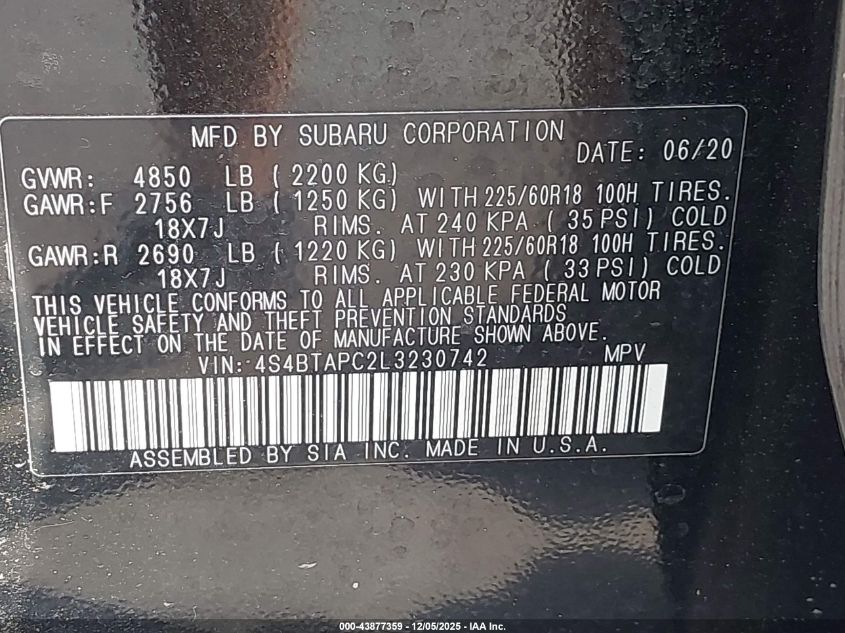 MFD BY SUBARU CORPORATION
DATE: 06/20
GVWR: 4850 LB ( 2200 KG.)
GAWR:F 2756 LB ( 1250 KG) WITH 225/60R18 100H TIRES.
18X7J RIMS. AT 240 KPA ( 35 PSI) COLD
GAWR:R 2690 LB ( 1220 KG) WITH 225/60R18 100H TIRES.
18X7J RIMS. AT 230 KPA ( 33 PSI) COLD
THIS VEHICLE CONFORMS TO ALL APPLICABLE FEDERAL MOTOR
VEHICLE SAFETY AND THEFT PREVENTION STANDARDS
IN EFFECT ON THE DATE OF MANUFACTURE SHOWN ABOVE.
VIN: 4S4BTAPC2L3230742 MPV
ASSEMBLED BY SIA INC. MADE IN U.S.A.
000-43877359 - 12/05/2025 - IAA Inc.